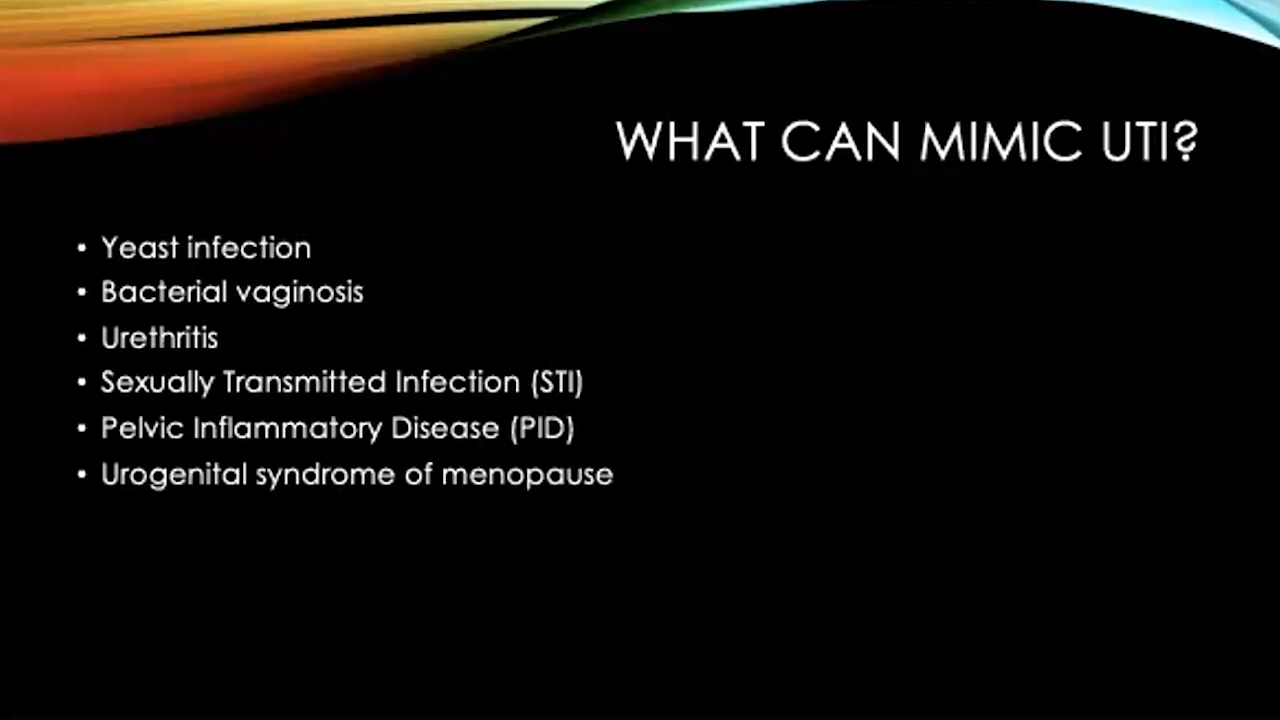 WHAT CAN MIMIC UTI?
• Yeast infection
• Bacterial vaginosis
• Urethritis
• Sexually Transmitted Infection (STI)
• Pelvic Inflammatory Disease (PID)
• Urogenital syndrome of menopause